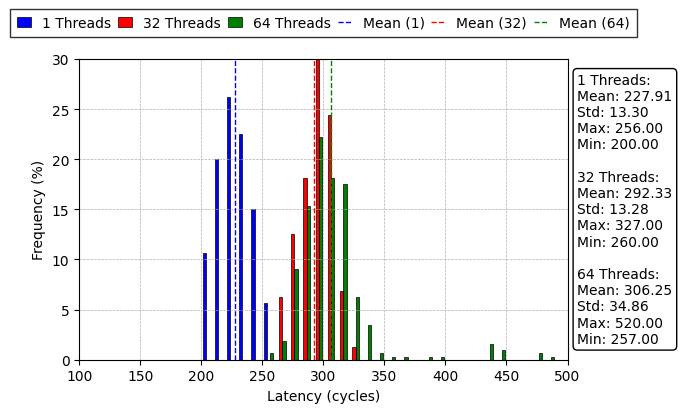 1 Threads 32 Threads 64 Threads Mean (1) Mean (32) Mean (64)
30
25
20
15
10
5
0
Frequency (%)
100 150 200 250 300 350 400 450 500
Latency (cycles)
1 Threads:
Mean: 227.91
Std: 13.30
Max: 256.00
Min: 200.00
32 Threads:
Mean: 292.33
Std: 13.28
Max: 327.00
Min: 260.00
64 Threads:
Mean: 306.25
Std: 34.86
Max: 520.00
Min: 257.00